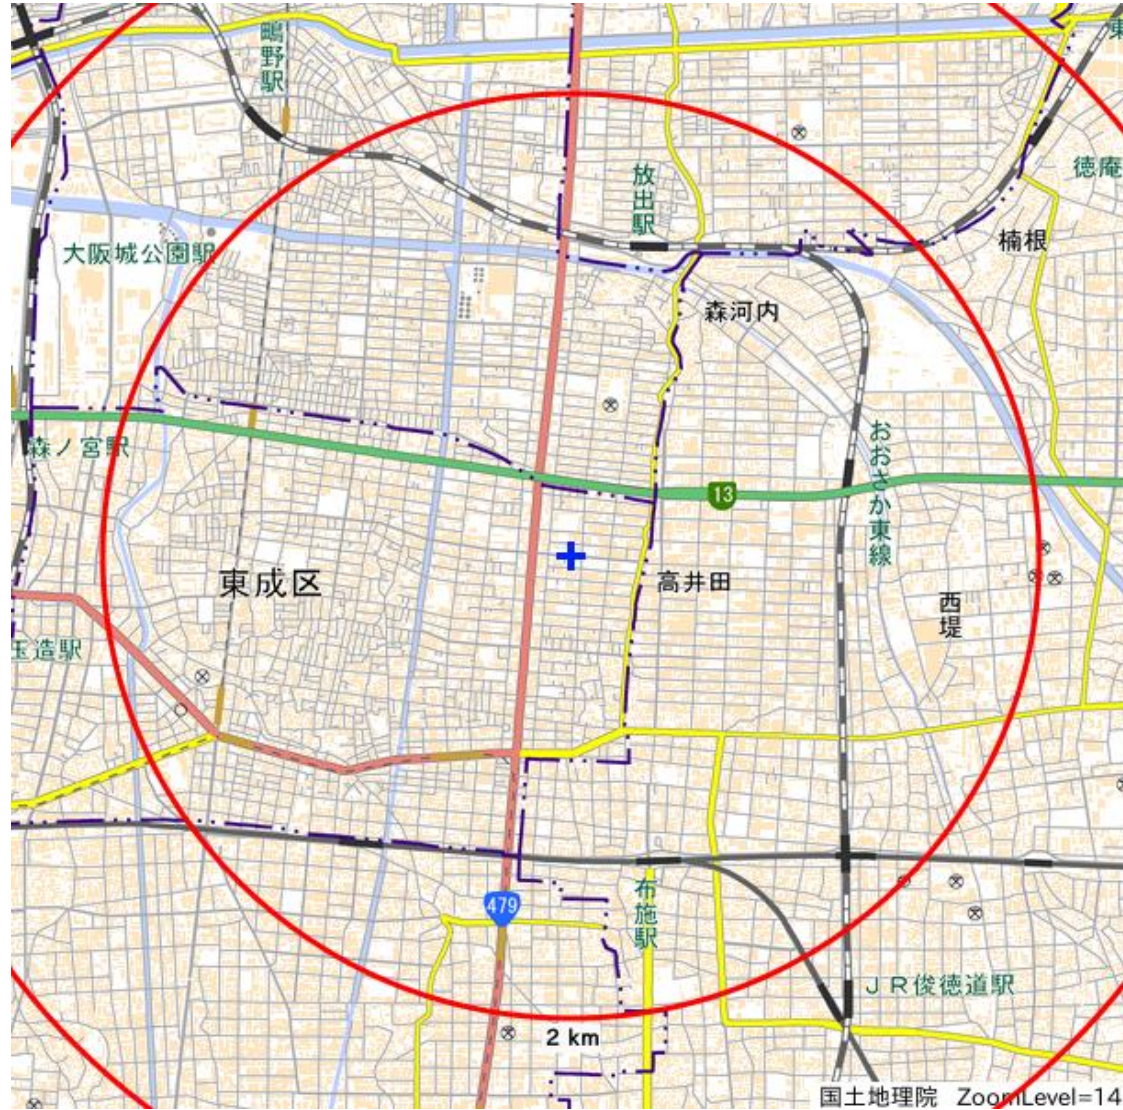 鴫野駅
東
放出駅
徳庵
大阪城公園駅
楠根
森河内
森ノ宮駅
おおさか東線
13
東成区
高井田
西堤
玉造駅
479
布施駅
JR俊徳道駅
2 km
国土地理院 ZoomLevel=14